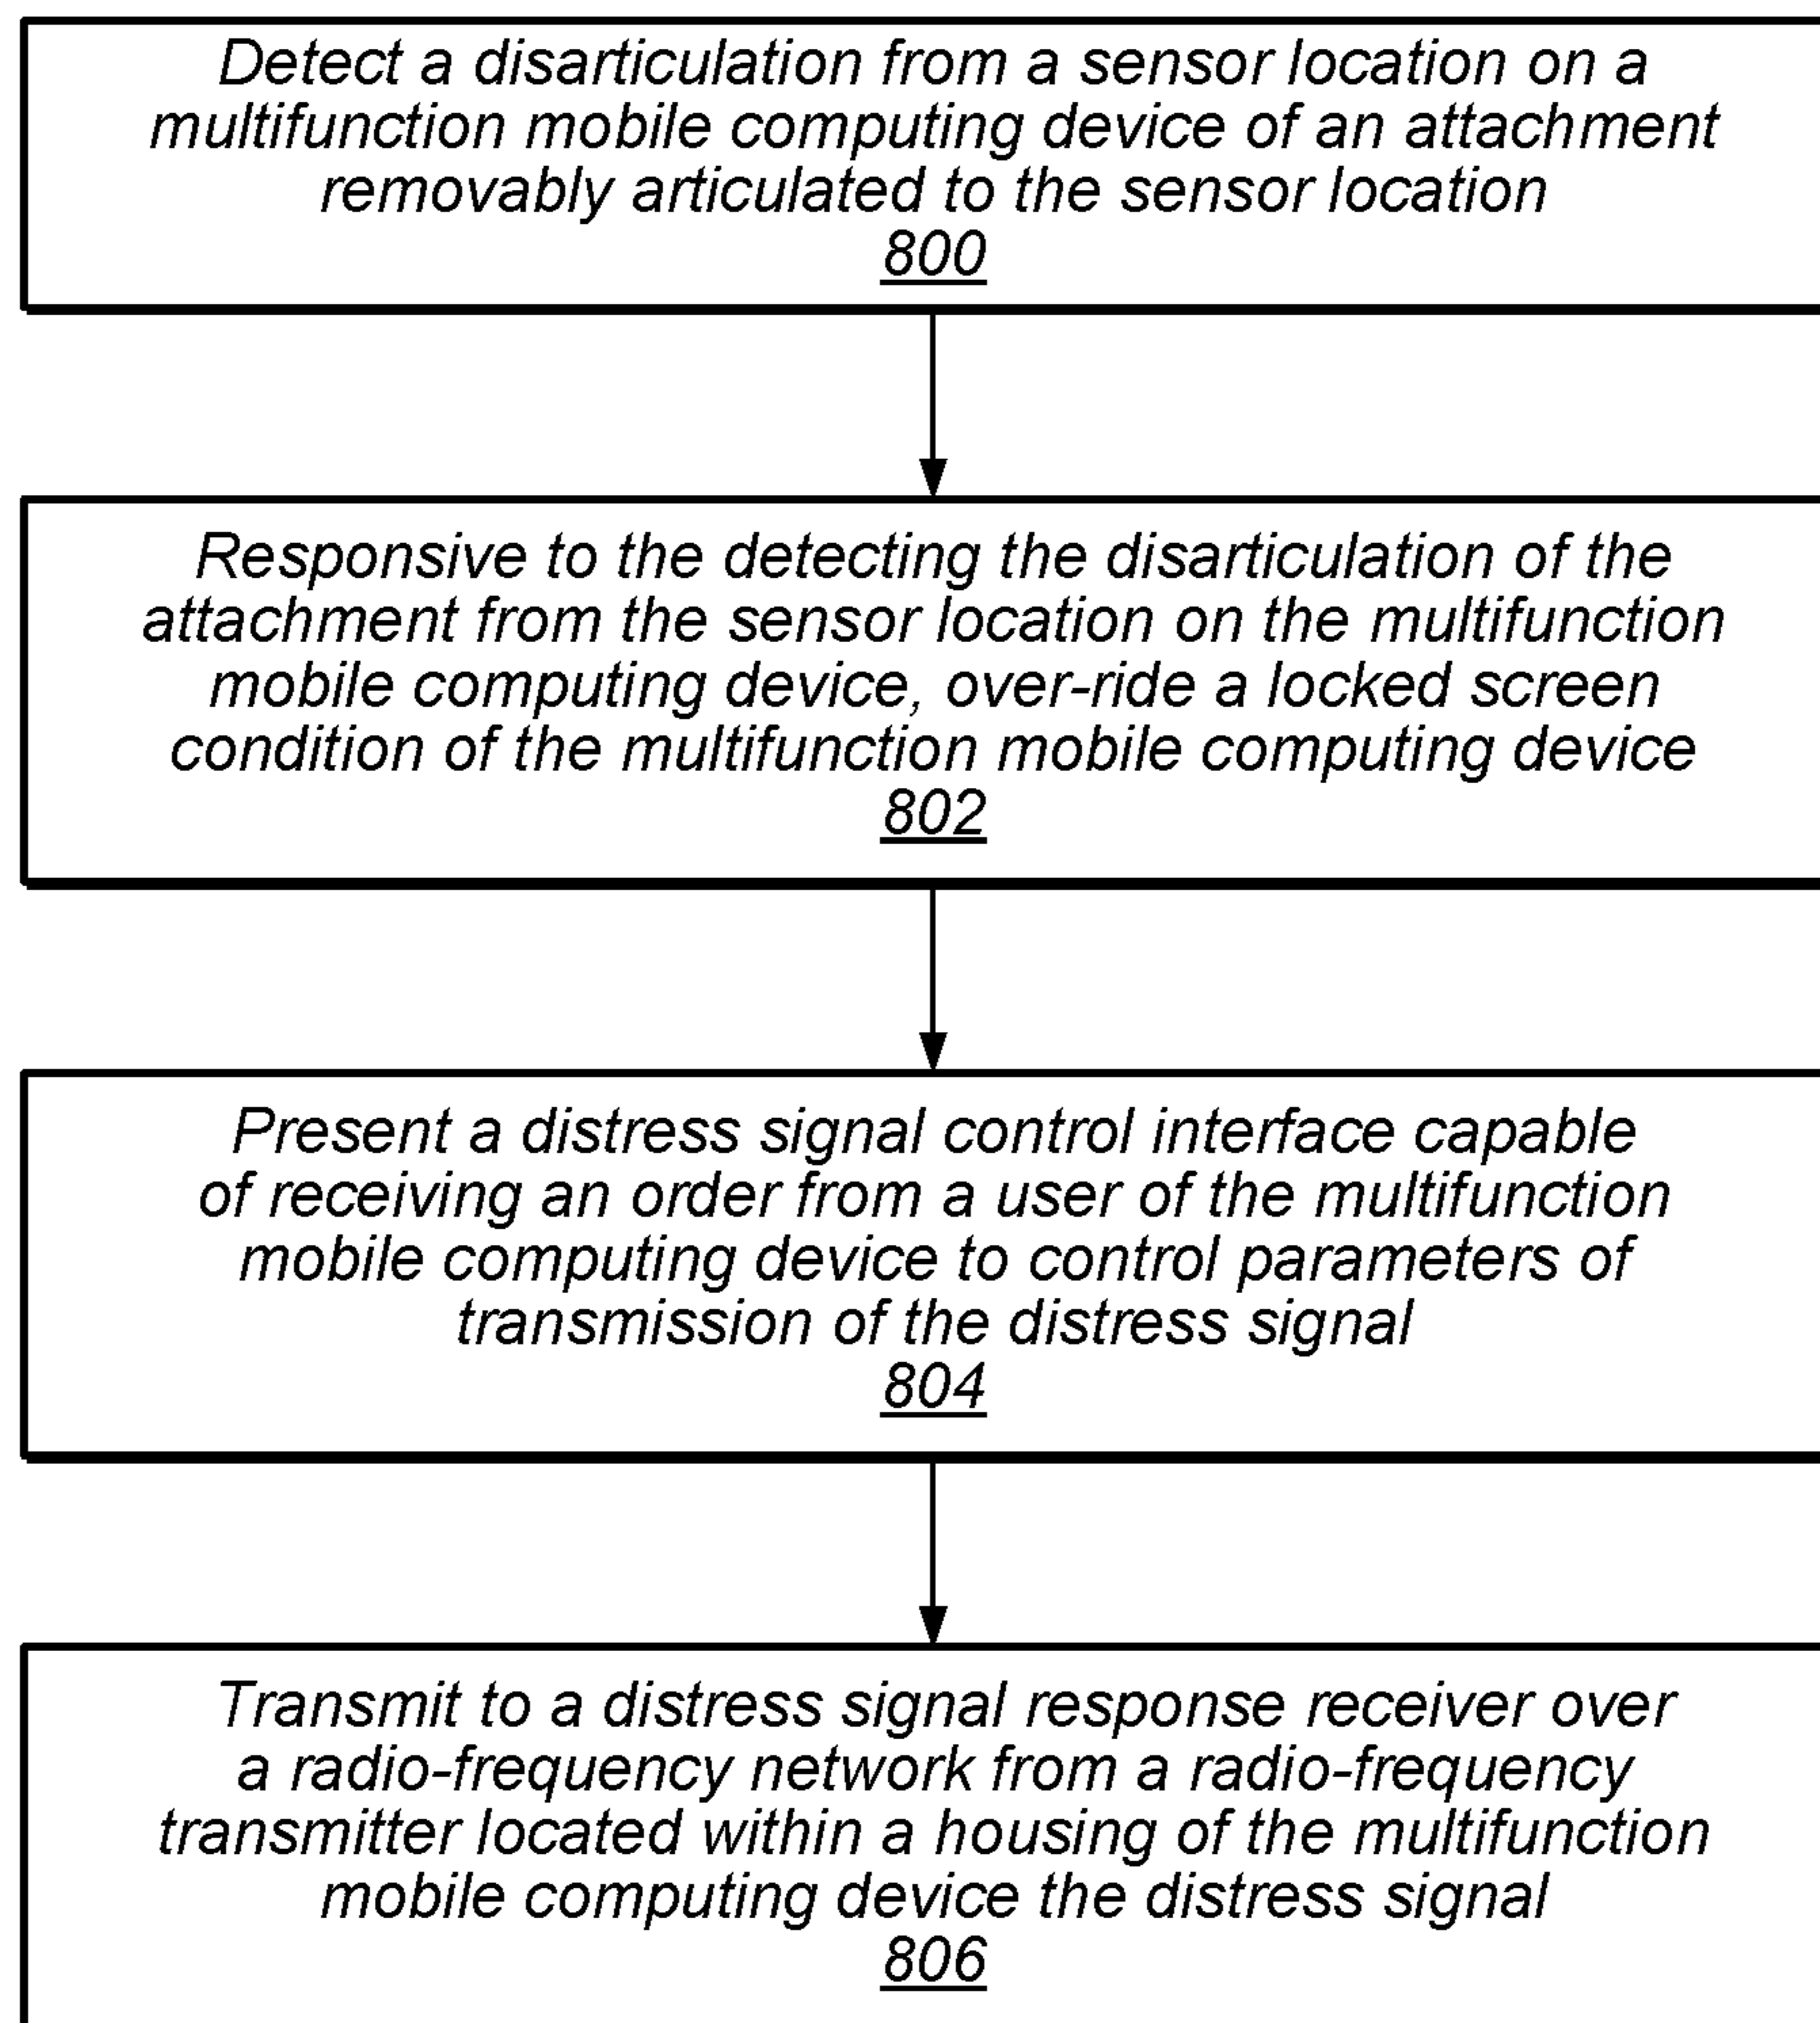 Detect a disarticulation from a sensor location on a
multifunction mobile computing device of an attachment
removably articulated to the sensor location
800
Responsive to the detecting the disarticulation of the
attachment from the sensor location on the multifunction
mobile computing device, over-ride a locked screen
condition of the multifunction mobile computing device
802
Present a distress signal control interface capable
of receiving an order from a user of the multifunction
mobile computing device to control parameters of
transmission of the distress signal
804
Transmit to a distress signal response receiver over
a radio-frequency network from a radio-frequency
transmitter located within a housing of the multifunction
mobile computing device the distress signal
806